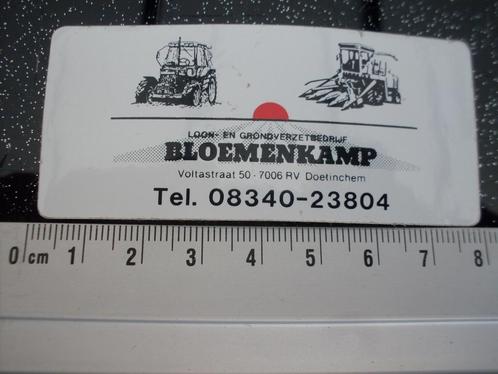 LOON- EN GRONDVERZETBEDRIJF
BLOEMENKAMP
Voltastraat 50 - 7006 RV Doetinchem
Tel. 08340-23804
0 cm 1 2 3 4 5 6 7 8